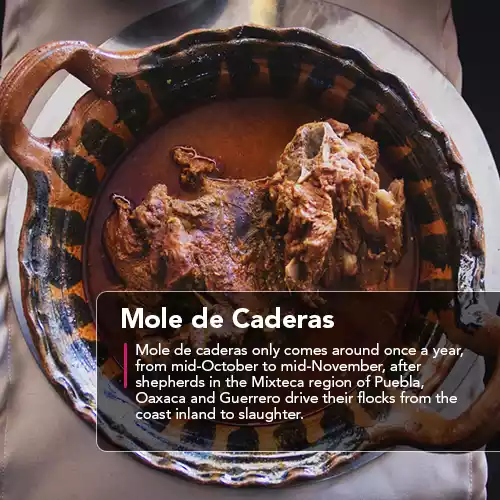 Mole de Caderas
Mole de caderas only comes around once a year,
from mid-October to mid-November, after
shepherds in the Mixteca region of Puebla,
Oaxaca and Guerrero drive their flocks from the
coast inland to slaughter.